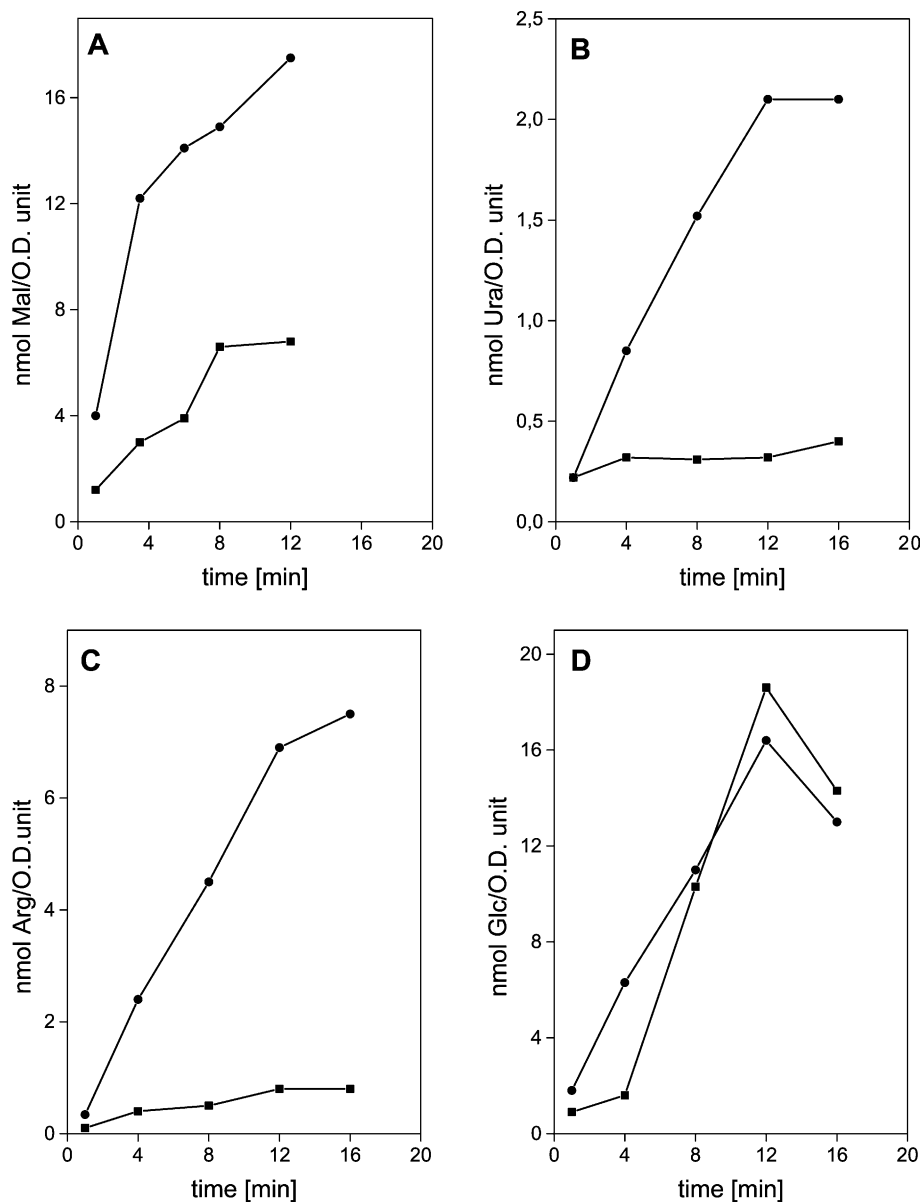 A
nmol Mal/O.D. unit
16
12
8
4
0
0 4 8 12 16 20
time [min]
B
nmol Ura/O.D. unit
2,5
2,0
1,5
1,0
0,5
0,0
0 4 8 12 16 20
time [min]
C
nmol Arg/O.D.unit
8
6
4
2
0
0 4 8 12 16 20
time [min]
D
nmol Glc/O.D. unit
20
16
12
8
4
0
0 4 8 12 16 20
time [min]